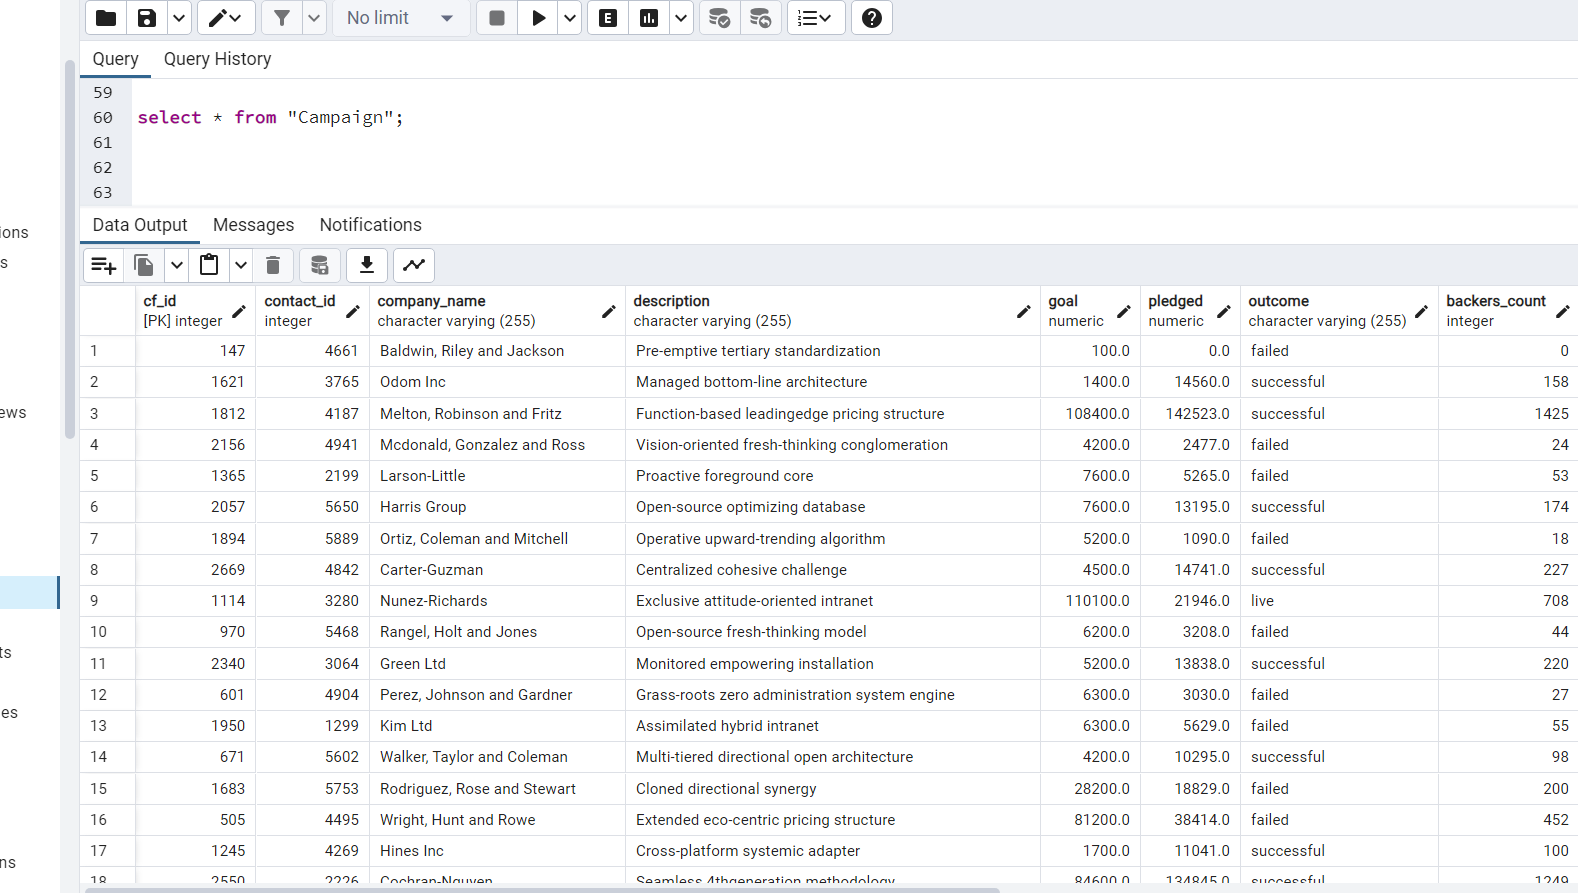 No limit
Query Query History
59
60 select * from "Campaign";
61
62
63
ions
s
ews
ts
es
ns
Data Output Messages Notifications
cf_id contact_id company_name description goal pledged outcome backers_count
[PK] integer integer character varying (255) character varying (255) numeric numeric character varying (255) integer
1 147 4661 Baldwin, Riley and Jackson Pre-emptive tertiary standardization 100.0 0.0 failed 0
2 1621 3765 Odom Inc Managed bottom-line architecture 1400.0 14560.0 successful 158
3 1812 4187 Melton, Robinson and Fritz Function-based leadingedge pricing structure 108400.0 142523.0 successful 1425
4 2156 4941 Mcdonald, Gonzalez and Ross Vision-oriented fresh-thinking conglomeration 4200.0 2477.0 failed 24
5 1365 2199 Larson-Little Proactive foreground core 7600.0 5265.0 failed 53
6 2057 5650 Harris Group Open-source optimizing database 7600.0 13195.0 successful 174
7 1894 5889 Ortiz, Coleman and Mitchell Operative upward-trending algorithm 5200.0 1090.0 failed 18
8 2669 4842 Carter-Guzman Centralized cohesive challenge 4500.0 14741.0 successful 227
9 1114 3280 Nunez-Richards Exclusive attitude-oriented intranet 110100.0 21946.0 live 708
10 970 5468 Rangel, Holt and Jones Open-source fresh-thinking model 6200.0 3208.0 failed 44
11 2340 3064 Green Ltd Monitored empowering installation 5200.0 13838.0 successful 220
12 601 4904 Perez, Johnson and Gardner Grass-roots zero administration system engine 6300.0 3030.0 failed 27
13 1950 1299 Kim Ltd Assimilated hybrid intranet 6300.0 5629.0 failed 55
14 671 5602 Walker, Taylor and Coleman Multi-tiered directional open architecture 4200.0 10295.0 successful 98
15 1683 5753 Rodriguez, Rose and Stewart Cloned directional synergy 28200.0 18829.0 failed 200
16 505 4495 Wright, Hunt and Rowe Extended eco-centric pricing structure 81200.0 38414.0 failed 452
17 1245 4269 Hines Inc Cross-platform systemic adapter 1700.0 11041.0 successful 100
18 2550 2226 Cochran-Nguyen Seamless 4thgeneration methodology 84600.0 134845.0 successful 1249